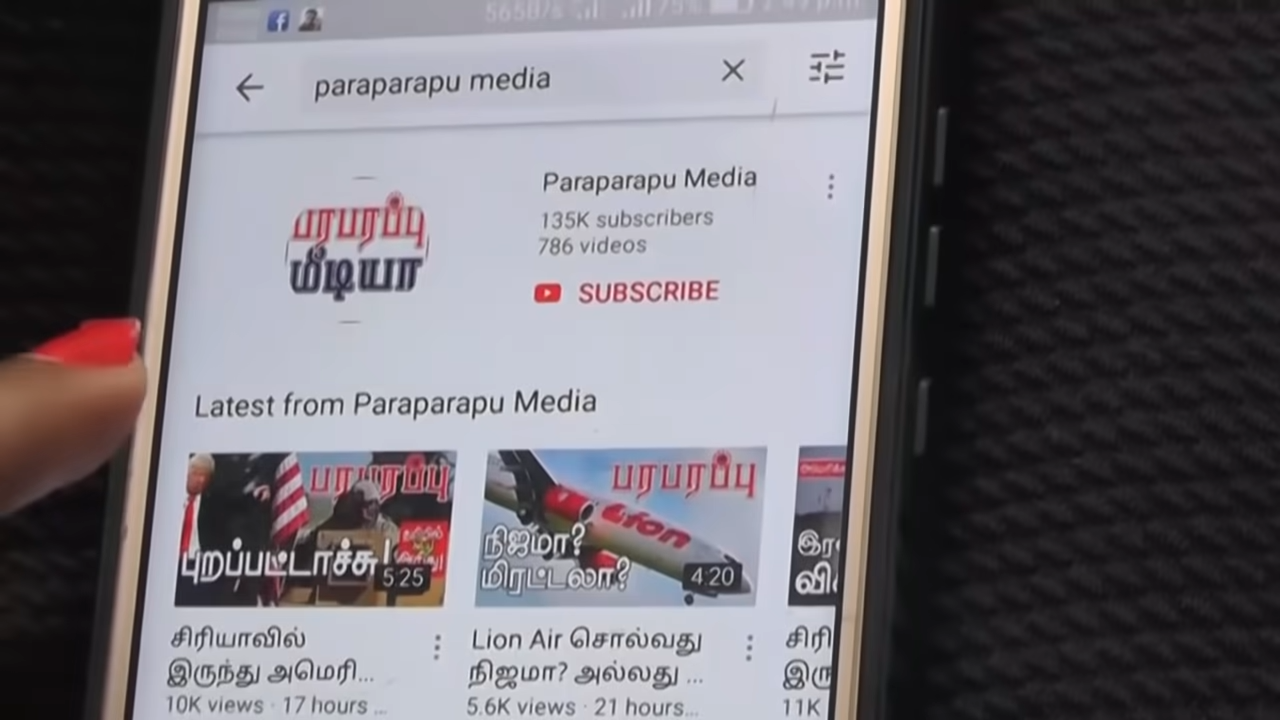 565B/s 75%
paraparapu media
பரபரப்பு
மீடியா
Paraparapu Media
135K subscribers
786 videos
SUBSCRIBE
Latest from Paraparapu Media
பரபரப்பு
புறப்பட்டாச்சு!
5:25
பரபரப்பு
Lion
நிஜமா?
மிரட்டலா?
4:20
சிரியாவில்
இருந்து அமெரி...
10K views · 17 hours ...
Lion Air சொல்வது
நிஜமா? அல்லது ...
5.6K views · 21 hours...
சிரி
இரு
11K